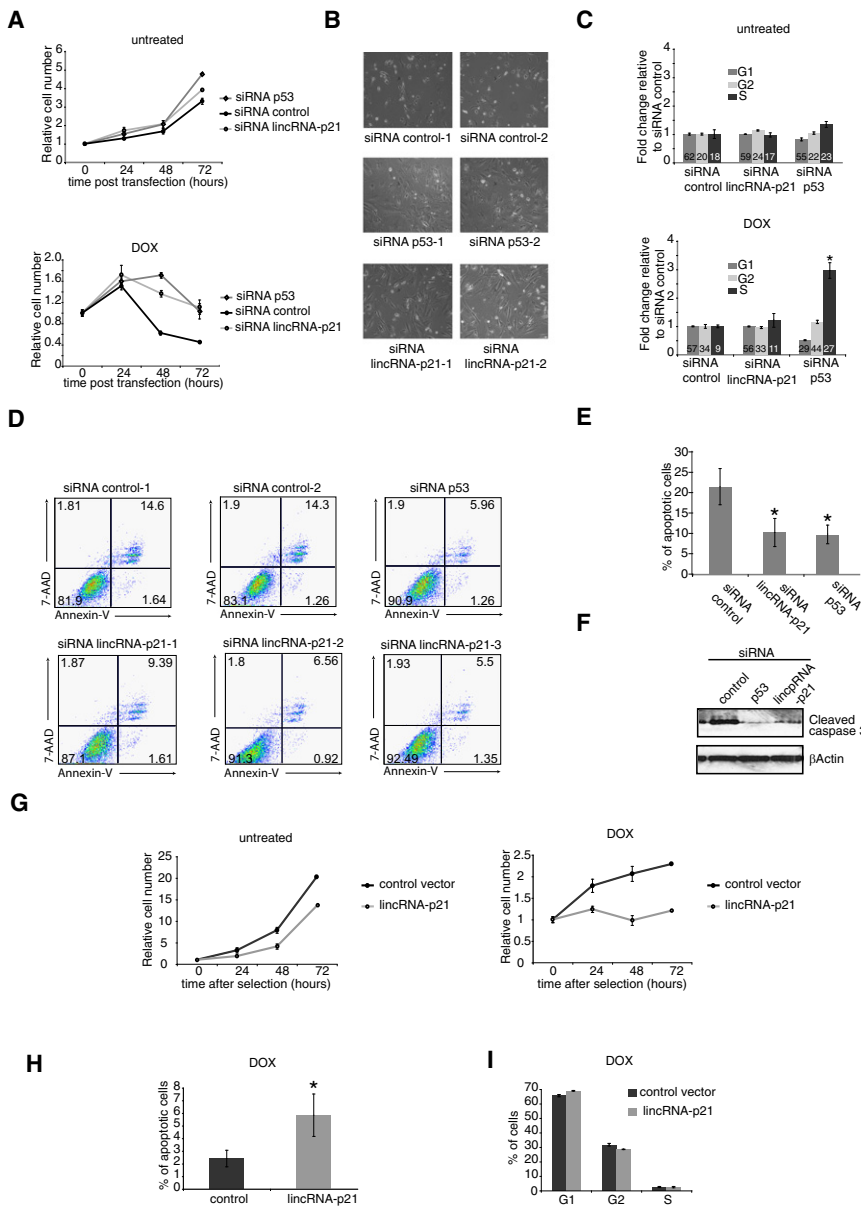 A
untreated
Relative cell number
6
5
4
3
2
1
0
0 24 48 72
time post transfection (hours)
siRNA p53
siRNA control
siRNA lincRNA-p21
DOX
Relative cell number
2.0
1.6
1.2
0.8
0.4
0
0 24 48 72
time post transfection (hours)
siRNA p53
siRNA control
siRNA lincRNA-p21
B
siRNA control-1 siRNA control-2
siRNA p53-1 siRNA p53-2
siRNA
lincRNA-p21-1
siRNA
lincRNA-p21-2
C
untreated
Fold change relative
to siRNA control
4
3
2
1
0
G1
G2
S
62 20 18 59 24 17 55 22 23
siRNA
control
siRNA
lincRNA-p21
siRNA
p53
DOX
Fold change relative
to siRNA control
4
3
2
1
0
G1
G2
S
*
57 34 9 56 33 11 29 44 27
siRNA
control
siRNA
lincRNA-p21
siRNA
p53
D
siRNA control-1
1.81 14.6
81.9 1.64
7-AAD
Annexin-V
siRNA control-2
1.9 14.3
83.1 1.26
7-AAD
Annexin-V
siRNA p53
1.9 5.96
90.9 1.26
7-AAD
Annexin-V
siRNA lincRNA-p21-1
1.87 9.39
87.1 1.61
7-AAD
Annexin-V
siRNA lincRNA-p21-2
1.8 6.56
91.3 0.92
7-AAD
Annexin-V
siRNA lincRNA-p21-3
1.93 5.5
92.49 1.35
7-AAD
Annexin-V
E
% of apoptotic cells
30
25
20
15
10
5
0
* *
siRNA
control
siRNA
lincRNA-p21
siRNA
p53
F
siRNA
control
p53
lincpRNA
-p21
Cleaved
caspase 3
βActin
G
untreated
Relative cell number
25
20
15
10
5
0
0 24 48 72
time after selection (hours)
control vector
lincRNA-p21
DOX
Relative cell number
2.5
2
1.5
1
0.5
0
0 24 48 72
time after selection (hours)
control vector
lincRNA-p21
H
DOX
% of apoptotic cells
8
7
6
5
4
3
2
1
0
*
control lincRNA-p21
I
DOX
% of cells
70
60
50
40
30
20
10
0
control vector
lincRNA-p21
G1 G2 S